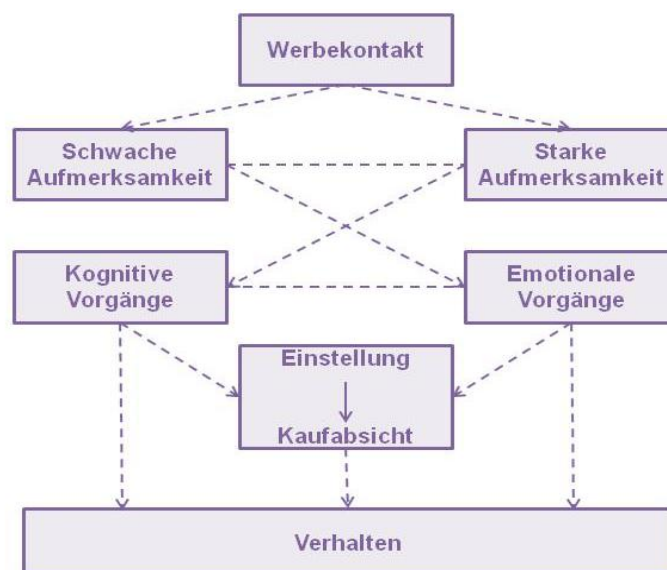 Werbekontakt
Schwache
Aufmerksamkeit
Starke
Aufmerksamkeit
Kognitive
Vorgänge
Emotionale
Vorgänge
Einstellung
Kaufabsicht
Verhalten